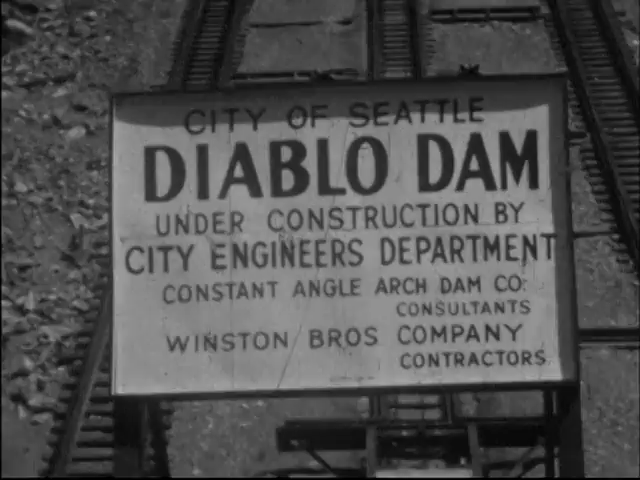 CITY OF SEATTLE
DIABLO DAM
UNDER CONSTRUCTION BY
CITY ENGINEERS DEPARTMENT
CONSTANT ANGLE ARCH DAM CO:
CONSULTANTS
WINSTON BROS COMPANY
CONTRACTORS